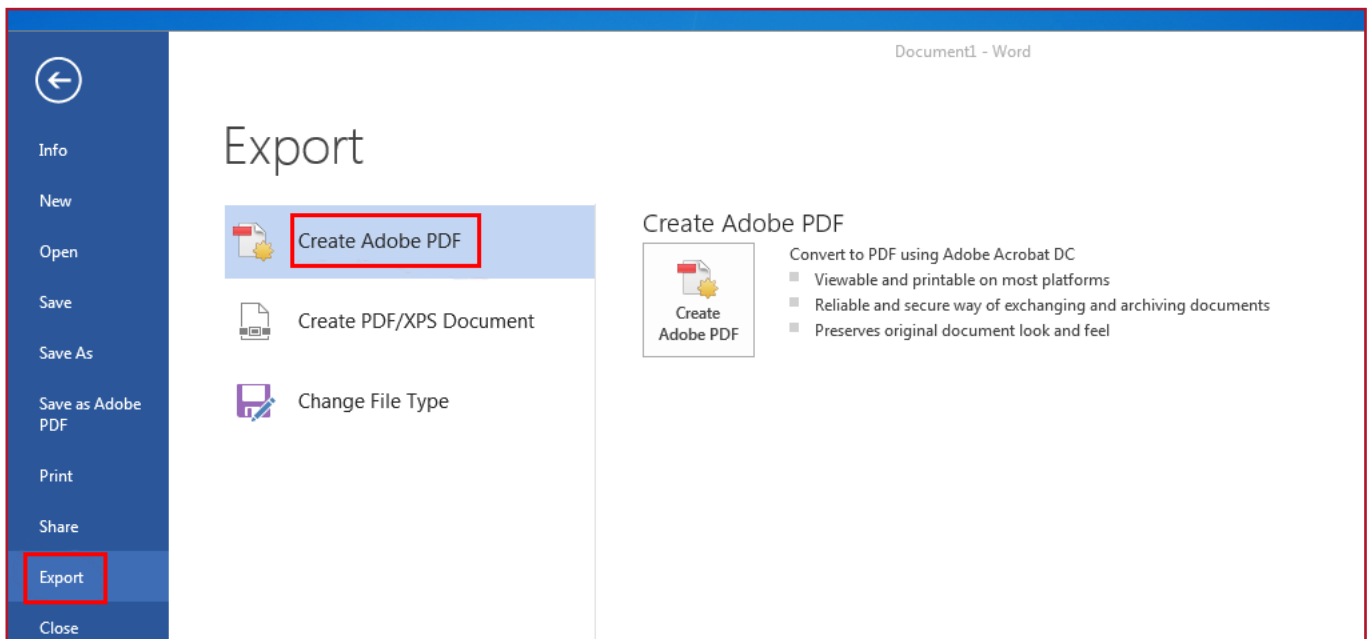 Document1 - Word
Info
New
Open
Save
Save As
Save as Adobe
PDF
Print
Share
Export
Close
Export
Create Adobe PDF
Create PDF/XPS Document
Change File Type
Create Adobe PDF
Create
Adobe PDF
Convert to PDF using Adobe Acrobat DC
Viewable and printable on most platforms
Reliable and secure way of exchanging and archiving documents
Preserves original document look and feel